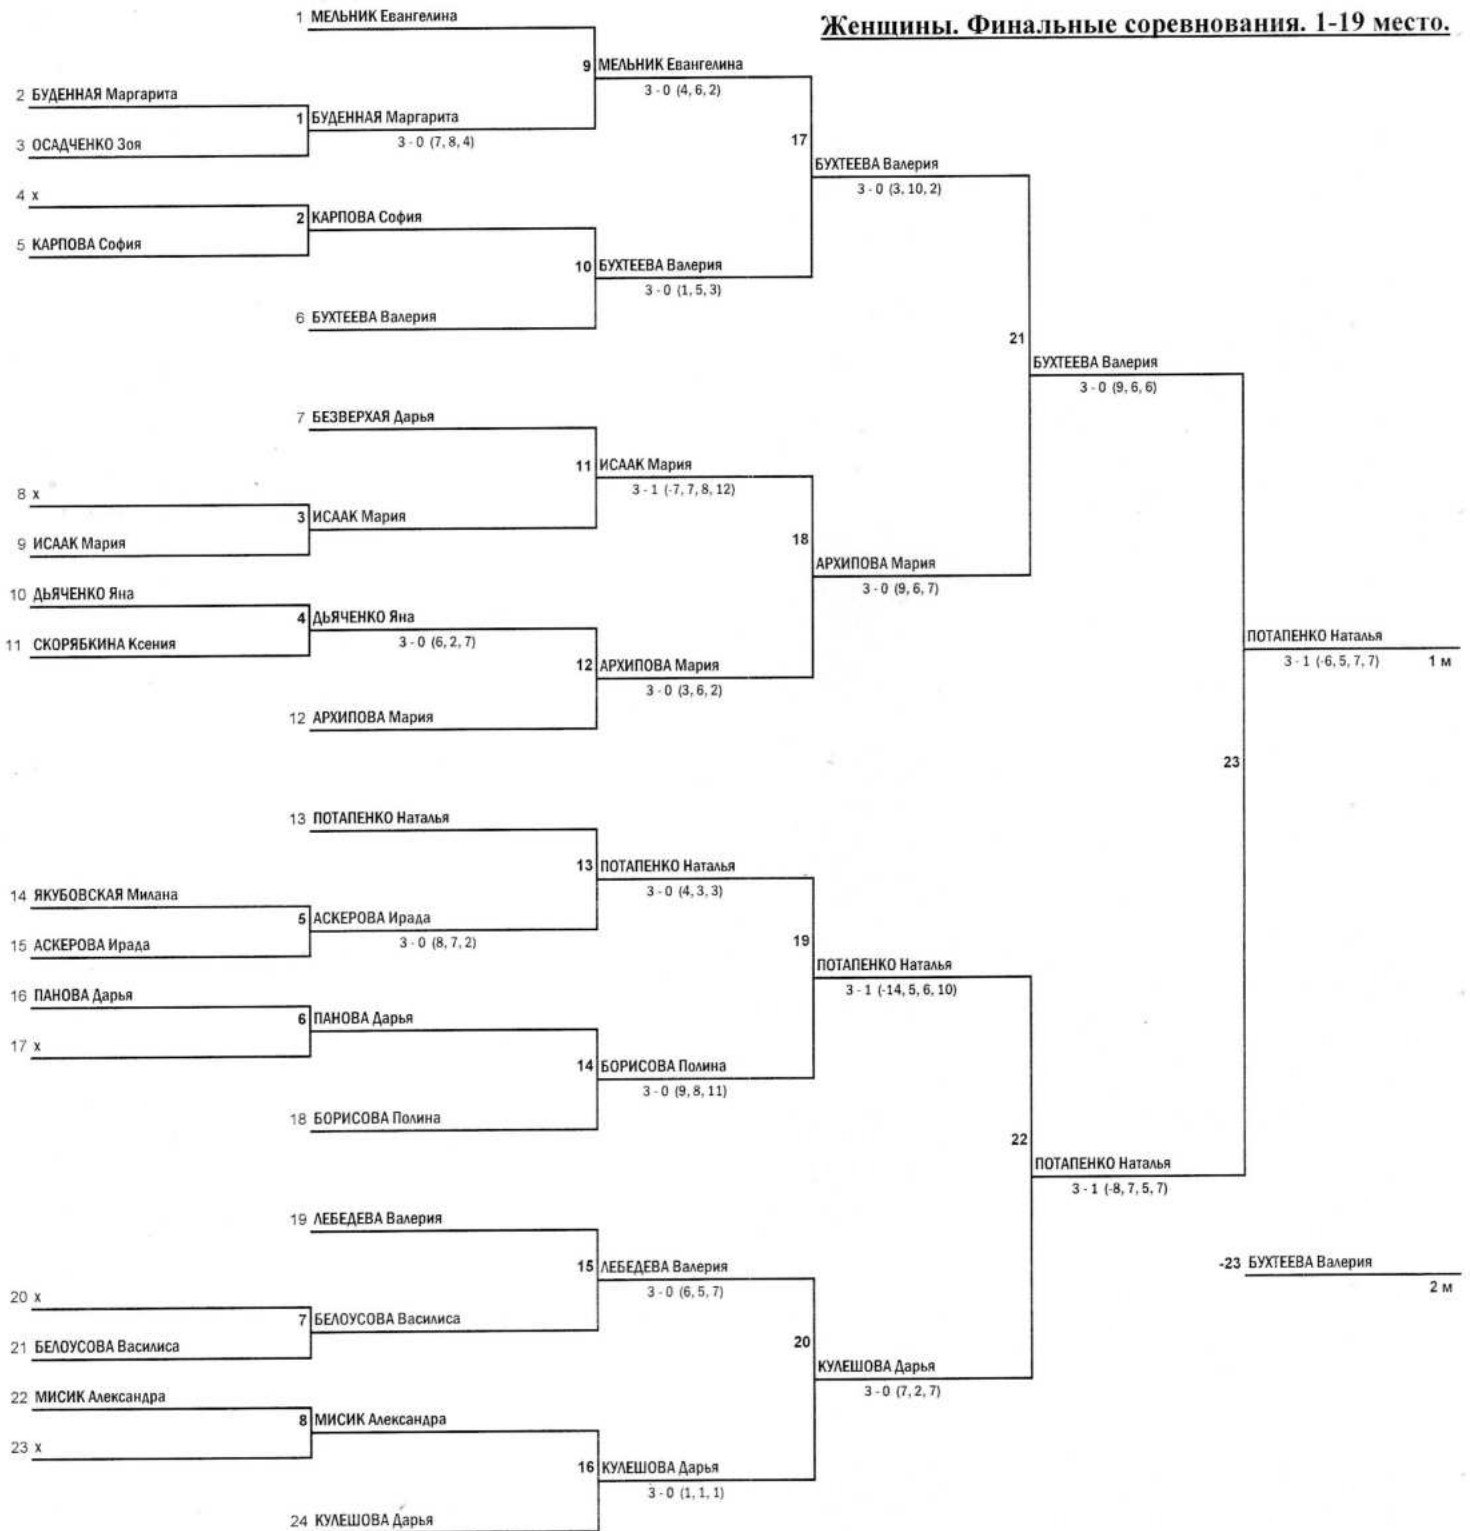 Женщины. Финальные соревнования. 1-19 место.
1 МЕЛЬНИК Евангелина
9 МЕЛЬНИК Евангелина
3 - 0 (4, 6, 2)
2 БУДЕННАЯ Маргарита
1 БУДЕННАЯ Маргарита
3 - 0 (7, 8, 4)
3 ОСАДЧЕНКО Зоя
17
БУХТЕЕВА Валерия
3 - 0 (3, 10, 2)
4 х
2 КАРПОВА София
5 КАРПОВА София
10 БУХТЕЕВА Валерия
3 - 0 (1, 5, 3)
6 БУХТЕЕВА Валерия
21
БУХТЕЕВА Валерия
3 - 0 (9, 6, 6)
7 БЕЗВЕРХАЯ Дарья
11 ИСААК Мария
3 - 1 (-7, 7, 8, 12)
8 х
3 ИСААК Мария
9 ИСААК Мария
18
АРХИПОВА Мария
3 - 0 (9, 6, 7)
10 ДЬЯЧЕНКО Яна
4 ДЬЯЧЕНКО Яна
3 - 0 (6, 2, 7)
11 СКОРЯБКИНА Ксения
12 АРХИПОВА Мария
3 - 0 (3, 6, 2)
ПОТАПЕНКО Наталья
3 - 1 (-6, 5, 7, 7) 1 м
12 АРХИПОВА Мария
23
13 ПОТАПЕНКО Наталья
13 ПОТАПЕНКО Наталья
3 - 0 (4, 3, 3)
14 ЯКУБОВСКАЯ Милана
5 АСКЕРОВА Ирада
3 - 0 (8, 7, 2)
15 АСКЕРОВА Ирада
19
ПОТАПЕНКО Наталья
3 - 1 (-14, 5, 6, 10)
16 ПАНОВА Дарья
6 ПАНОВА Дарья
17 х
14 БОРИСОВА Полина
3 - 0 (9, 8, 11)
18 БОРИСОВА Полина
22
ПОТАПЕНКО Наталья
3 - 1 (-8, 7, 5, 7)
19 ЛЕБЕДЕВА Валерия
15 ЛЕБЕДЕВА Валерия
3 - 0 (6, 5, 7)
-23 БУХТЕЕВА Валерия
2 м
20 х
7 БЕЛОУСОВА Василиса
21 БЕЛОУСОВА Василиса
20
КУЛЕШОВА Дарья
3 - 0 (7, 2, 7)
22 МИСИК Александра
8 МИСИК Александра
23 х
16 КУЛЕШОВА Дарья
3 - 0 (1, 1, 1)
24 КУЛЕШОВА Дарья